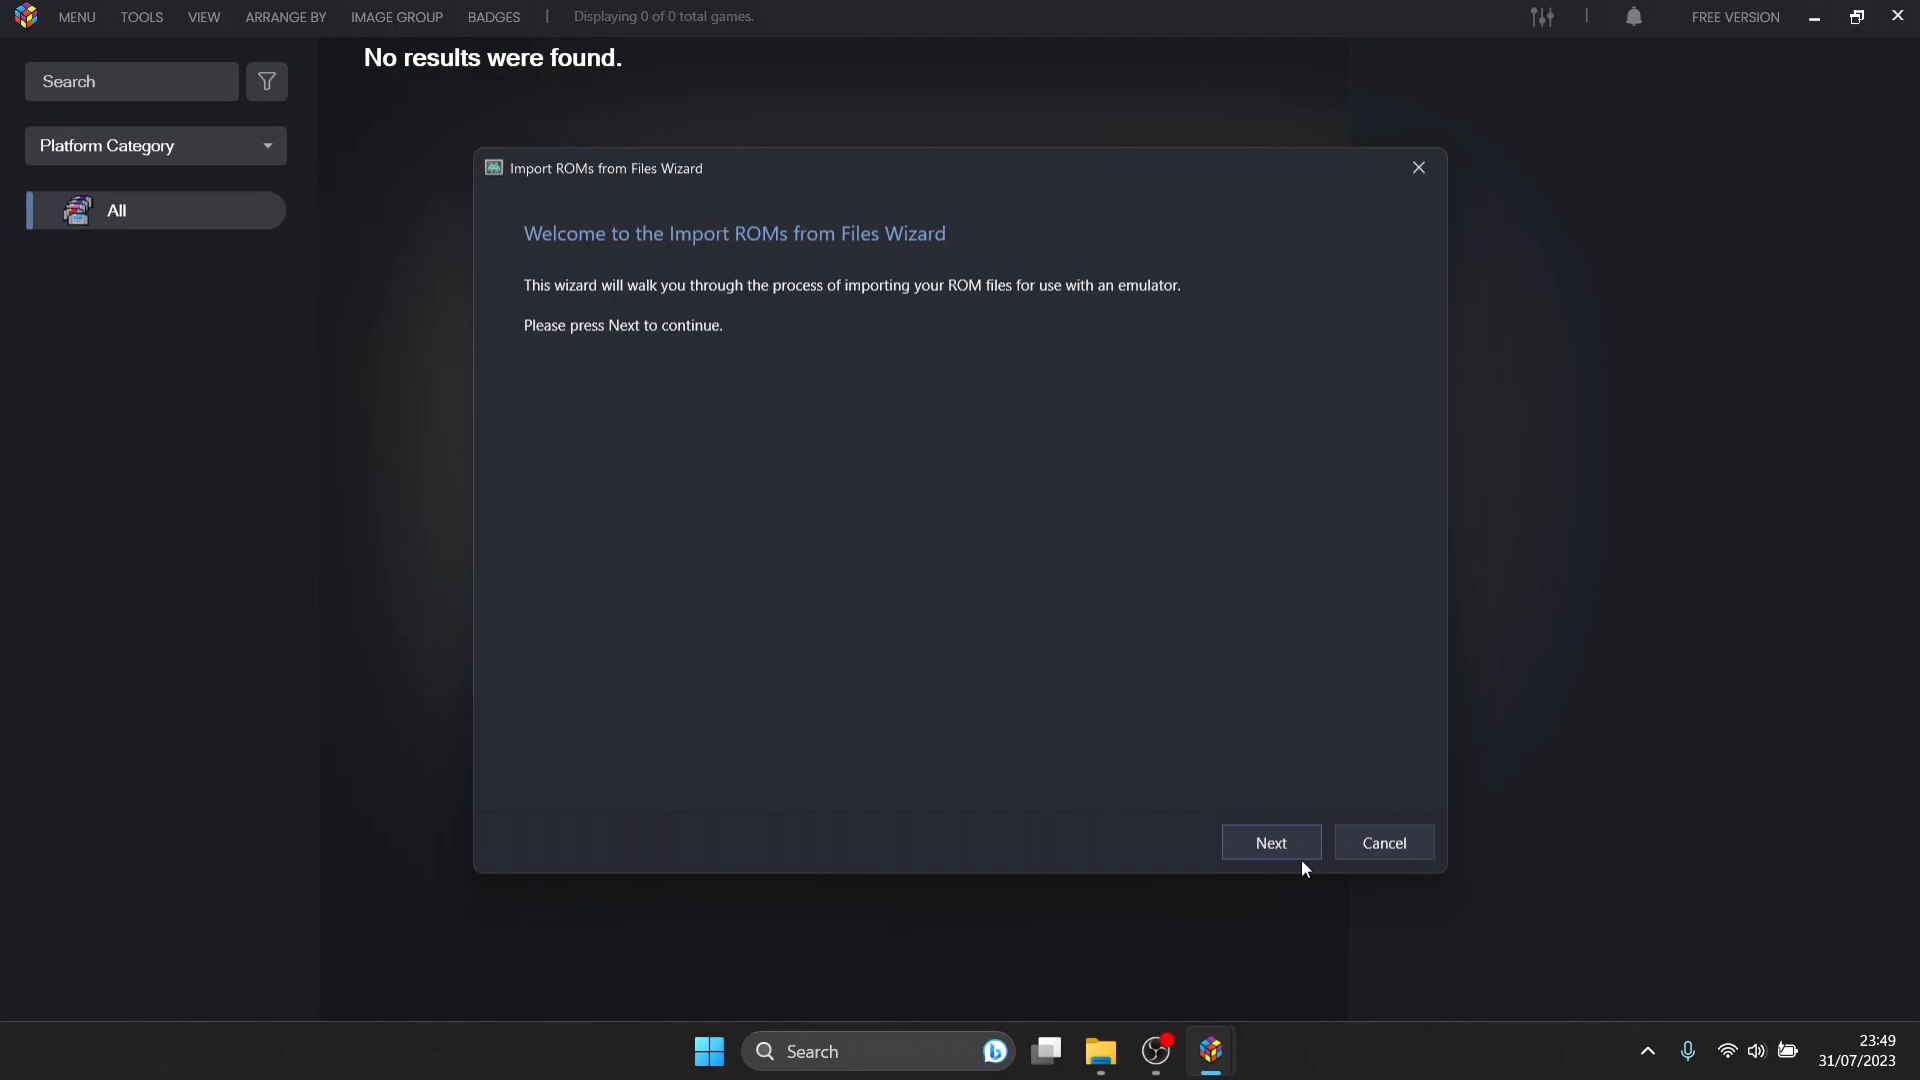 MENU TOOLS VIEW ARRANGE BY IMAGE GROUP BADGES | Displaying 0 of 0 total games. FREE VERSION
No results were found.
Search
Platform Category
All
Import ROMs from Files Wizard
Welcome to the Import ROMs from Files Wizard
This wizard will walk you through the process of importing your ROM files for use with an emulator.
Please press Next to continue.
Next Cancel
Search
23:49
31/07/2023